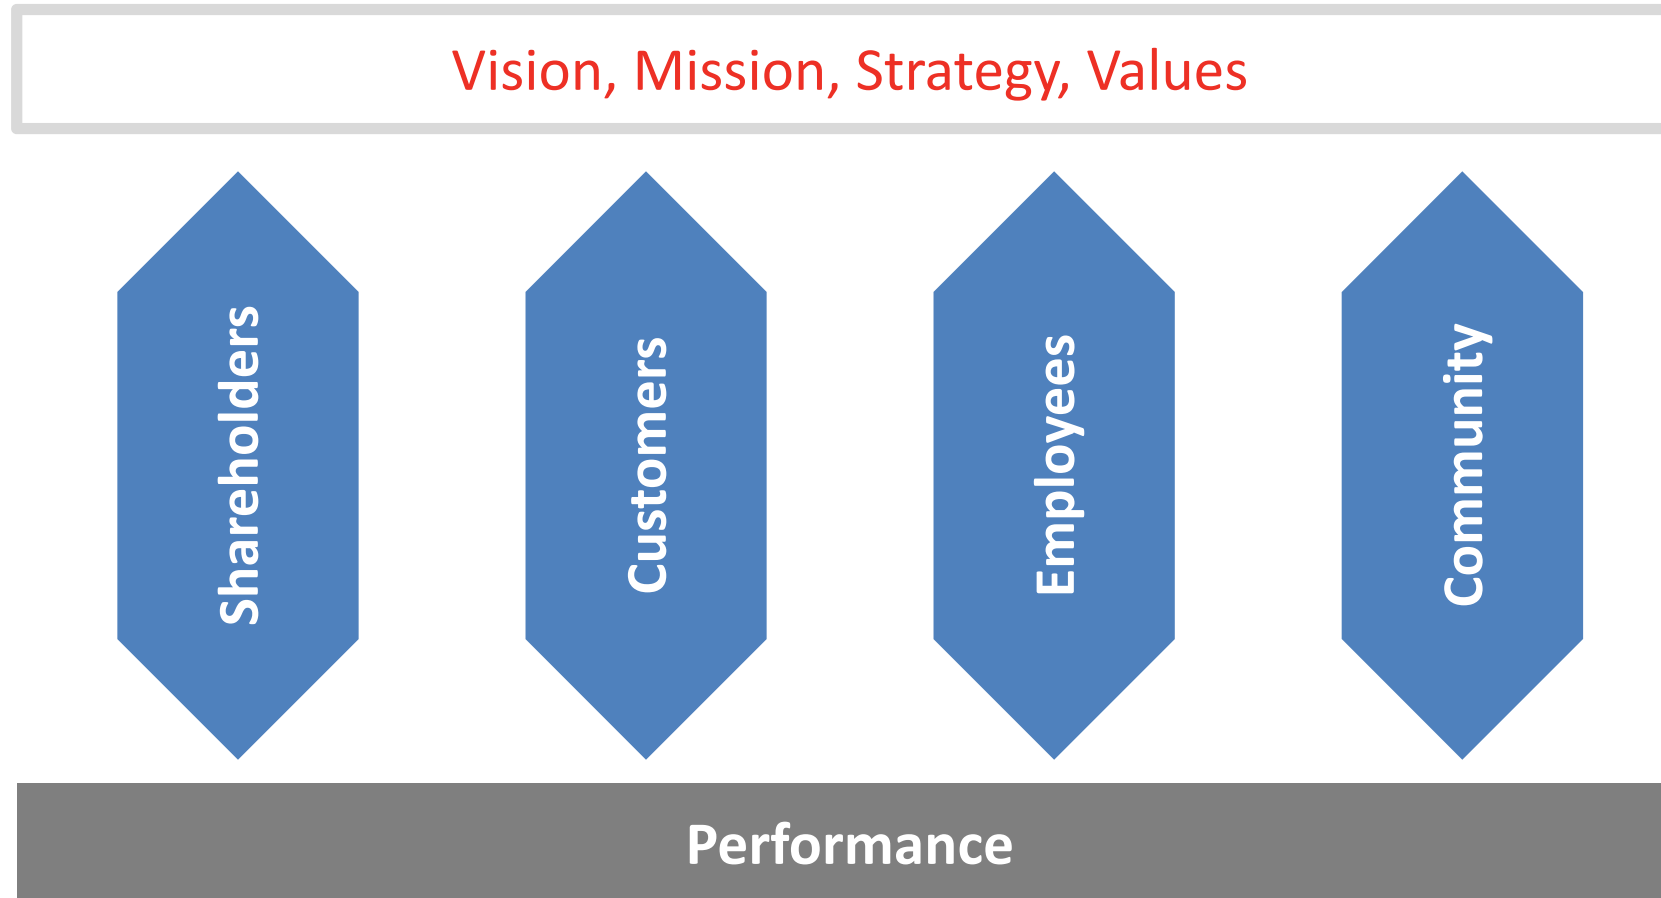 Vision, Mission, Strategy, Values
Shareholders
Customers
Employees
Community
Performance